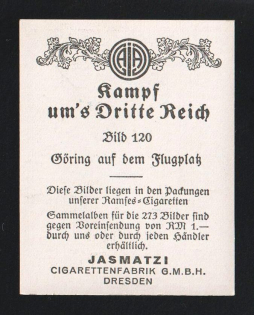 AJA
Kampf
um's Dritte Reich
Bild 120
Göring auf dem Flugplatz
Diese Bilder liegen in den Packungen
unserer Ramses=Cigaretten
Sammelalben für die 273 Bilder sind
gegen Voreinsendung von RM 1.—
durch uns oder durch jeden Händler
erhältlich.
JASMATZI
CIGARETTENFABRIK G.M.B.H.
DRESDEN